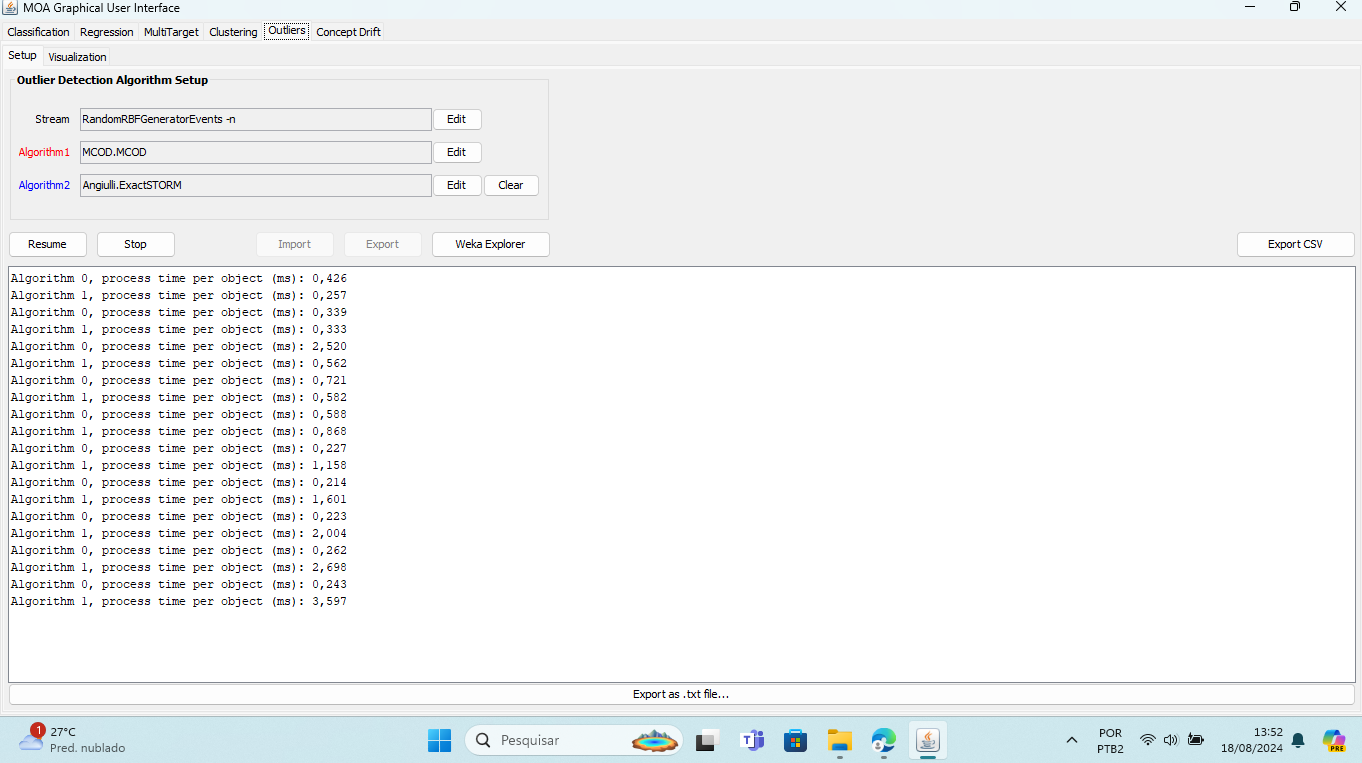 MOA Graphical User Interface
Classification Regression MultiTarget Clustering Outliers Concept Drift
Setup Visualization
Outlier Detection Algorithm Setup
Stream RandomRBFGeneratorEvents -n Edit
Algorithm1 MCOD.MCOD Edit
Algorithm2 Angiulli.ExactSTORM Edit Clear
Resume Stop Import Export Weka Explorer Export CSV
Algorithm 0, process time per object (ms): 0,426
Algorithm 1, process time per object (ms): 0,257
Algorithm 0, process time per object (ms): 0,339
Algorithm 1, process time per object (ms): 0,333
Algorithm 0, process time per object (ms): 2,520
Algorithm 1, process time per object (ms): 0,562
Algorithm 0, process time per object (ms): 0,721
Algorithm 1, process time per object (ms): 0,582
Algorithm 0, process time per object (ms): 0,588
Algorithm 1, process time per object (ms): 0,868
Algorithm 0, process time per object (ms): 0,227
Algorithm 1, process time per object (ms): 1,158
Algorithm 0, process time per object (ms): 0,214
Algorithm 1, process time per object (ms): 1,601
Algorithm 0, process time per object (ms): 0,223
Algorithm 1, process time per object (ms): 2,004
Algorithm 0, process time per object (ms): 0,262
Algorithm 1, process time per object (ms): 2,698
Algorithm 0, process time per object (ms): 0,243
Algorithm 1, process time per object (ms): 3,597
Export as .txt file...
1 27°C
Pred. nublado
Pesquisar
POR
PTB2
13:52
18/08/2024
PRE